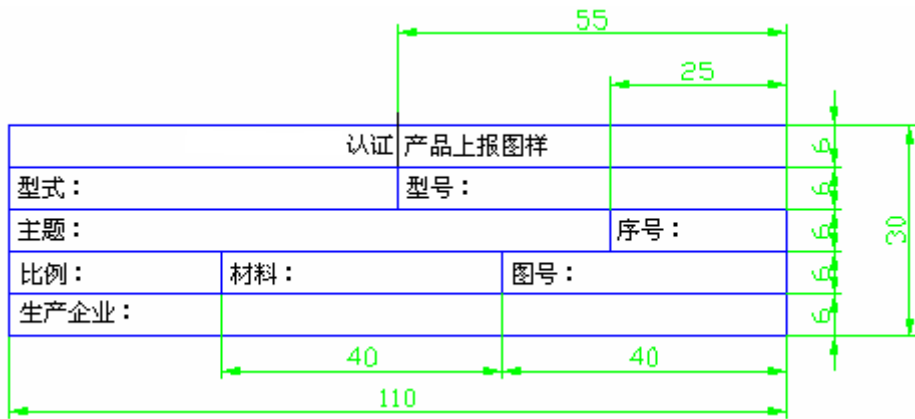 55
25
认证 产品上报图样
6
型式： 型号：
6
主题： 序号：
6
30
比例： 材料： 图号：
6
生产企业：
6
40 40
110